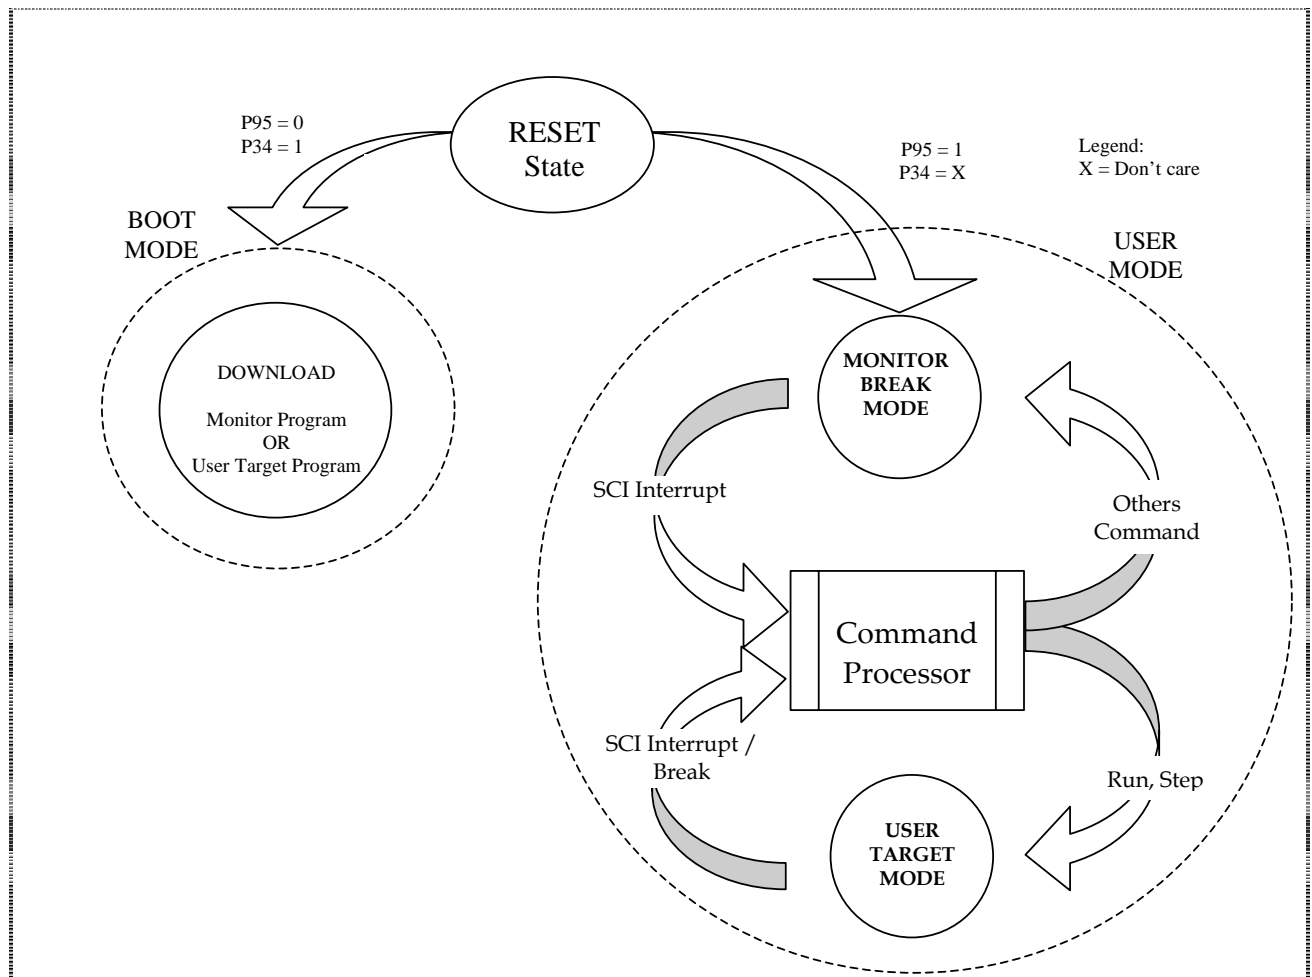 RESET
State
P95 = 0
P34 = 1
P95 = 1
P34 = X
Legend:
X = Don't care
BOOT
MODE
USER
MODE
DOWNLOAD
Monitor Program
OR
User Target Program
MONITOR
BREAK
MODE
SCI Interrupt
Others
Command
Command
Processor
SCI Interrupt /
Break
Run, Step
USER
TARGET
MODE